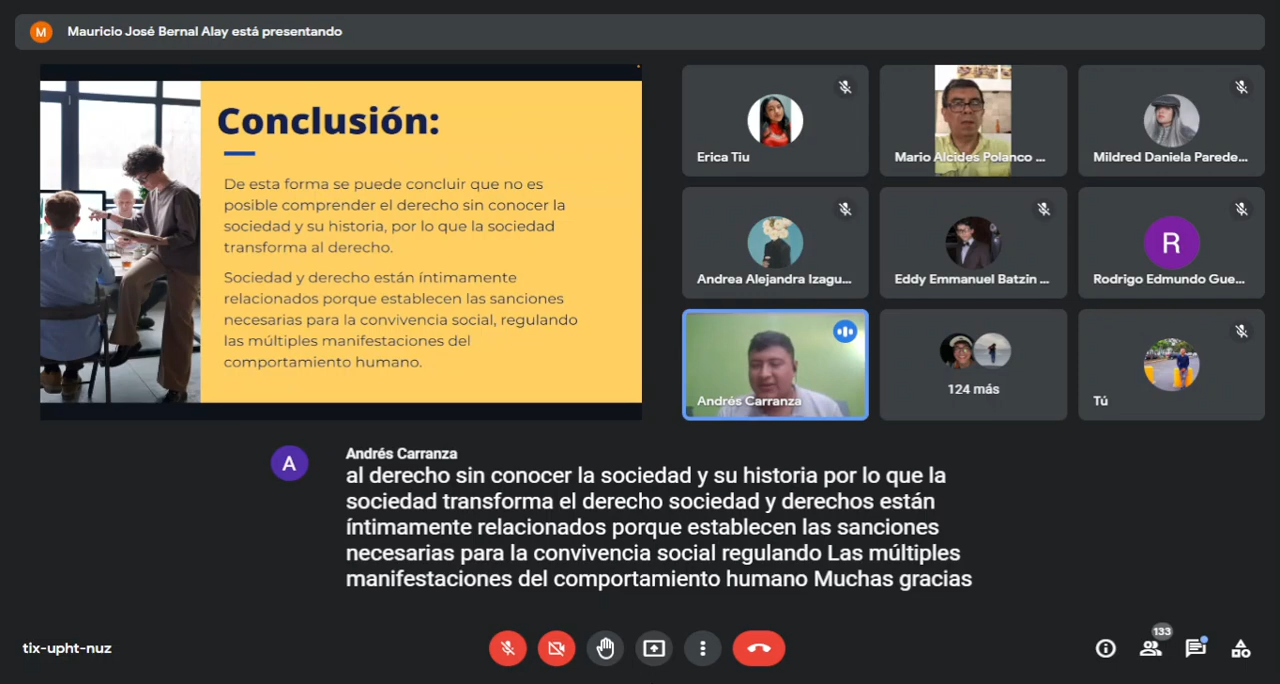 M
Mauricio José Bernal Alay está presentando
Conclusión:
De esta forma se puede concluir que no es
posible comprender el derecho sin conocer la
sociedad y su historia, por lo que la sociedad
transforma al derecho.
Sociedad y derecho están íntimamente
relacionados porque establecen las sanciones
necesarias para la convivencia social, regulando
las múltiples manifestaciones del
comportamiento humano.
Erica Tiu
Mario Alcides Polanco ...
Mildred Daniela Parede...
Andrea Alejandra Izagu...
Eddy Emmanuel Batzin ...
R
Rodrigo Edmundo Gue...
Andrés Carranza
124 más
Tú
A
Andrés Carranza
al derecho sin conocer la sociedad y su historia por lo que la
sociedad transforma el derecho sociedad y derechos están
íntimamente relacionados porque establecen las sanciones
necesarias para la convivencia social regulando Las múltiples
manifestaciones del comportamiento humano Muchas gracias
tix-upht-nuz
133